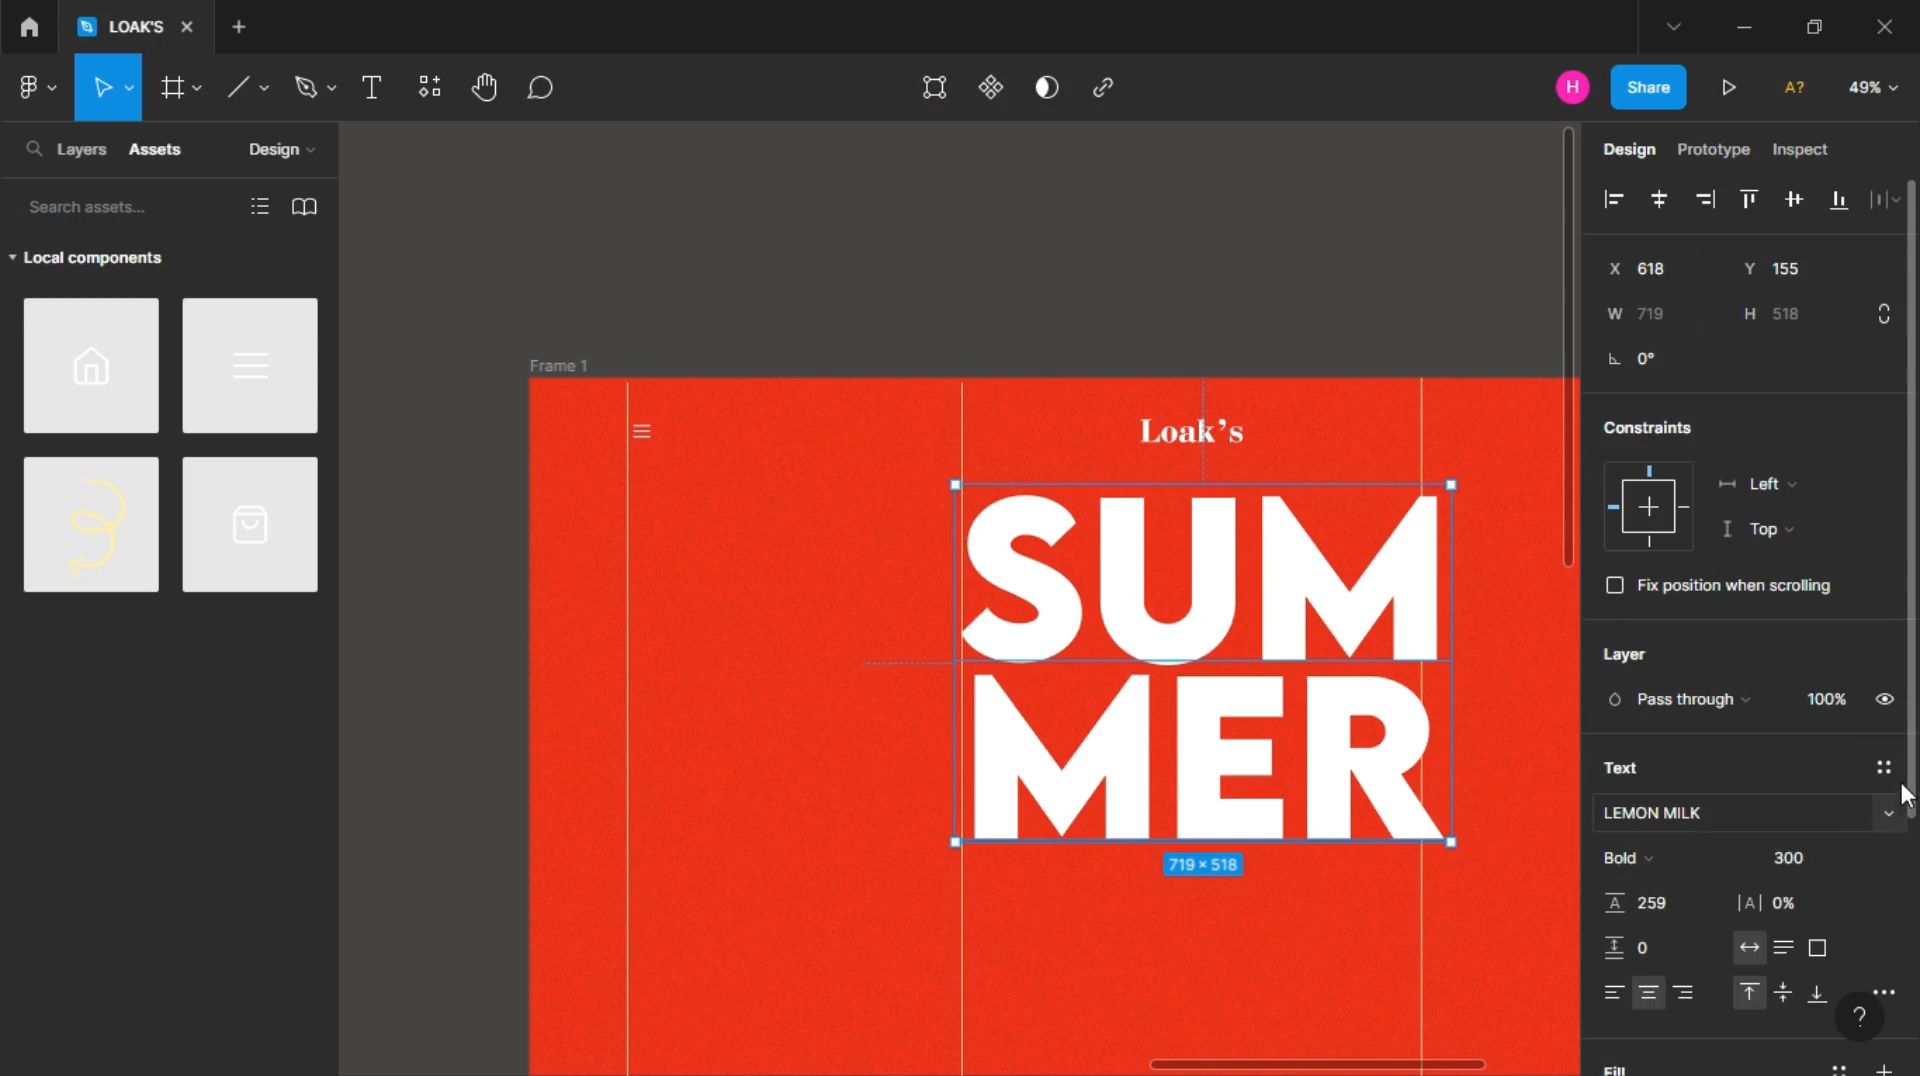 LOAK'S
H
Share
A?
49%
Layers
Assets
Design
Design
Prototype
Inspect
Search assets...
Local components
X 618
Y 155
W 719
H 518
0°
Frame 1
Loak's
SUM
MER
719 × 518
Constraints
Left
Top
Fix position when scrolling
Layer
Pass through
100%
Text
LEMON MILK
Bold
300
A 259
|A| 0%
0
?
Fill